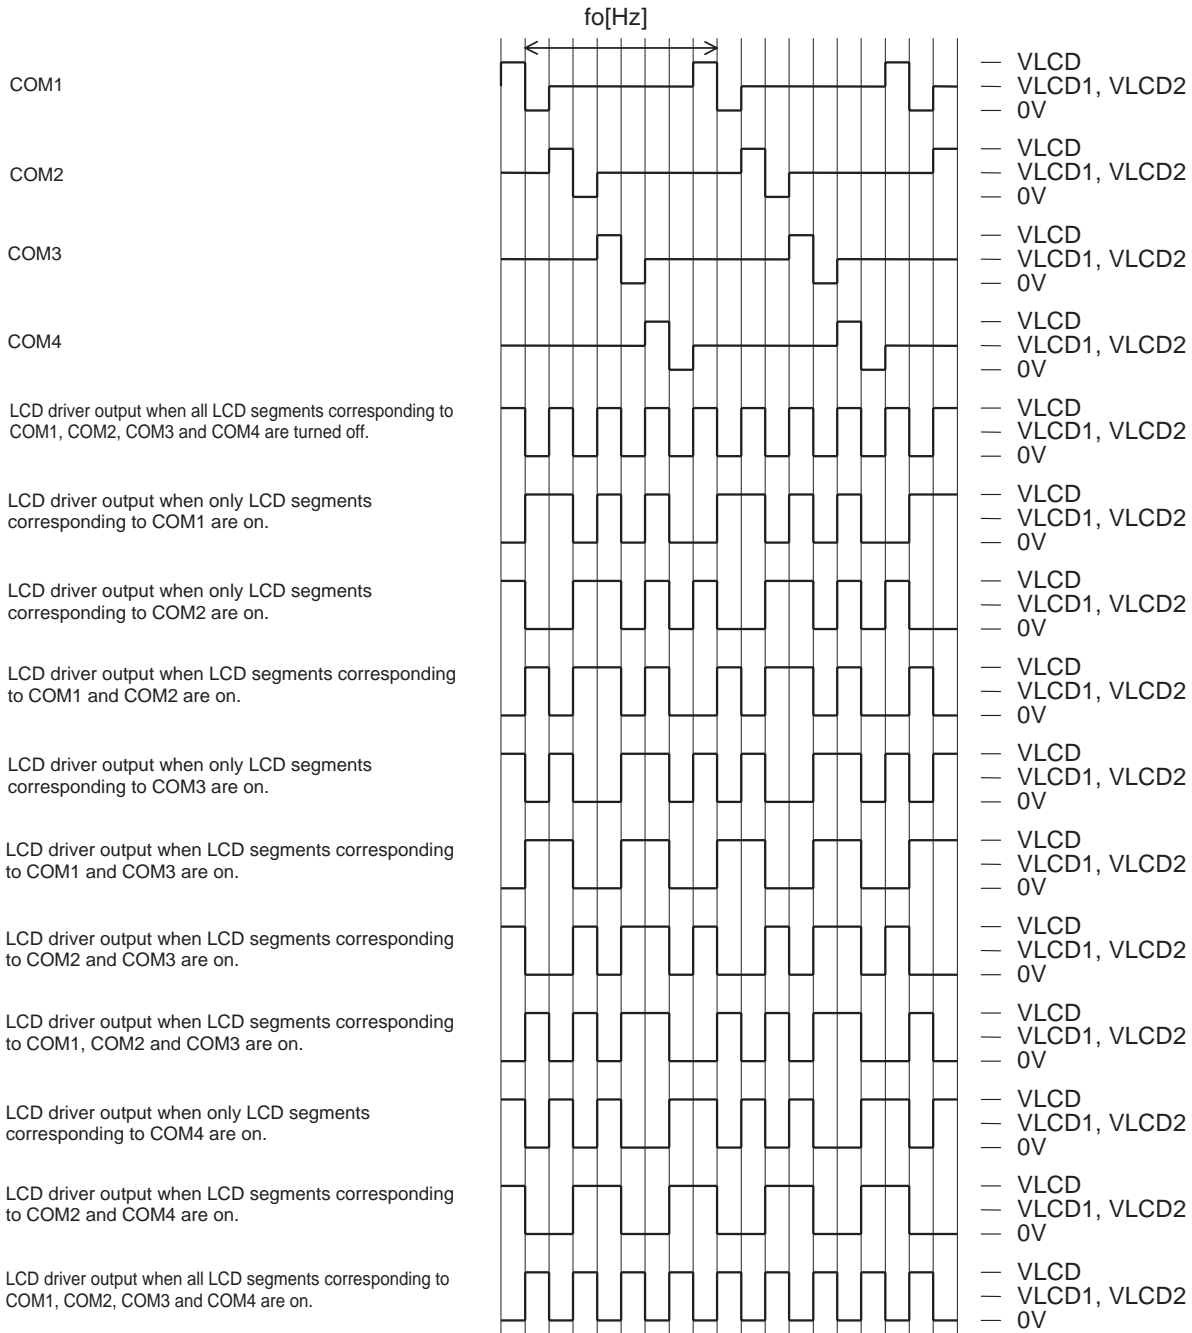 fo[Hz]
COM1
VLCD
VLCD1, VLCD2
0V
COM2
VLCD
VLCD1, VLCD2
0V
COM3
VLCD
VLCD1, VLCD2
0V
COM4
VLCD
VLCD1, VLCD2
0V
LCD driver output when all LCD segments corresponding to
COM1, COM2, COM3 and COM4 are turned off.
VLCD
VLCD1, VLCD2
0V
LCD driver output when only LCD segments
corresponding to COM1 are on.
VLCD
VLCD1, VLCD2
0V
LCD driver output when only LCD segments
corresponding to COM2 are on.
VLCD
VLCD1, VLCD2
0V
LCD driver output when LCD segments corresponding
to COM1 and COM2 are on.
VLCD
VLCD1, VLCD2
0V
LCD driver output when only LCD segments
corresponding to COM3 are on.
VLCD
VLCD1, VLCD2
0V
LCD driver output when LCD segments corresponding
to COM1 and COM3 are on.
VLCD
VLCD1, VLCD2
0V
LCD driver output when LCD segments corresponding
to COM2 and COM3 are on.
VLCD
VLCD1, VLCD2
0V
LCD driver output when LCD segments corresponding
to COM1, COM2 and COM3 are on.
VLCD
VLCD1, VLCD2
0V
LCD driver output when only LCD segments
corresponding to COM4 are on.
VLCD
VLCD1, VLCD2
0V
LCD driver output when LCD segments corresponding
to COM2 and COM4 are on.
VLCD
VLCD1, VLCD2
0V
LCD driver output when all LCD segments corresponding to
COM1, COM2, COM3 and COM4 are on.
VLCD
VLCD1, VLCD2
0V